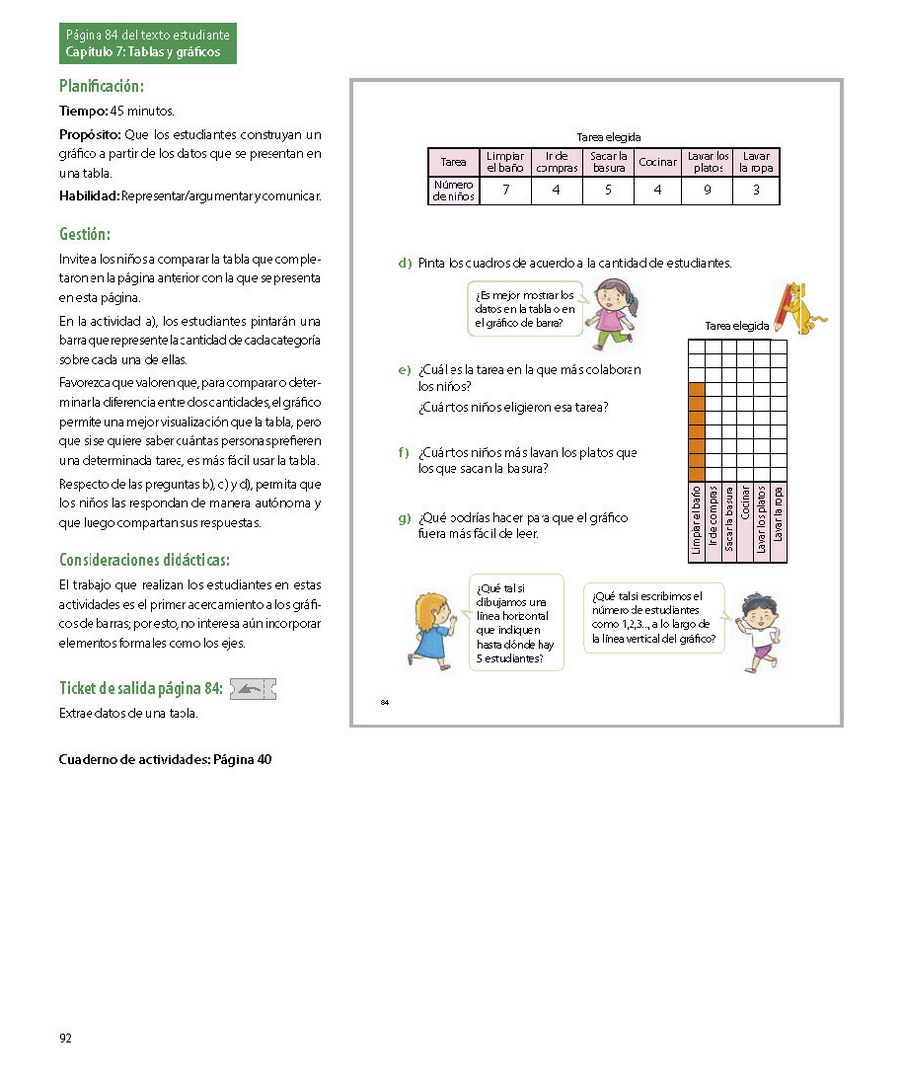 Página 84 del texto estudiante
Capítulo 7: Tablas y gráficos
Planificación:
Tiempo: 45 minutos.
Propósito: Que los estudiantes construyan un
gráfico a partir de los datos que se presentan en
una tabla.
Habilidad: Representar/argumentar y comunicar.
Gestión:
Invite a los niños a comparar la tabla que comple-
taron en la página anterior con la que se presenta
en esta página.
En la actividad a), los estudiantes pintarán una
barra que represente la cantidad de cada categoría
sobre cada una de ellas.
Favorezca que valoren que, para comparar o deter-
minar la diferencia entre dos cantidades, el gráfico
permite una mejor visualización que la tabla, pero
que si se quiere saber cuántas personas prefieren
una determinada tarea, es más fácil usar la tabla.
Respecto de las preguntas b), c) y d), permita que
los niños las respondan de manera autónoma y
que luego compartan sus respuestas.
Consideraciones didácticas:
El trabajo que realizan los estudiantes en estas
actividades es el primer acercamiento a los gráfi-
cos de barras; por esto, no interesa aún incorporar
elementos formales como los ejes.
Ticket de salida página 84:
Extrae datos de una tabla.
Cuaderno de actividades: Página 40
Tarea elegida
Tarea
Limpiar
el baño
Ir de
compras
Sacar la
basura
Cocinar
Lavar los
platos
Lavar
la ropa
Número
de niños
7
4
5
4
9
3
d) Pinta los cuadros de acuerdo a la cantidad de estudiantes.
¿Es mejor mostrar los
datos en la tabla o en
el gráfico de barra?
Tarea elegida
e) ¿Cuál es la tarea en la que más colaboran
los niños?
¿Cuántos niños eligieron esa tarea?
f) ¿Cuántos niños más lavan los platos que
los que sacan la basura?
g) ¿Qué podrías hacer para que el gráfico
fuera más fácil de leer.
Limpiar el baño
Ir de compras
Sacar la basura
Cocinar
Lavar los platos
Lavar la ropa
¿Qué tal si
dibujamos una
línea horizontal
que indiquen
hasta dónde hay
5 estudiantes?
¿Qué tal si escribimos el
número de estudiantes
como 1,2,3..., a lo largo de
la línea vertical del gráfico?
84
92